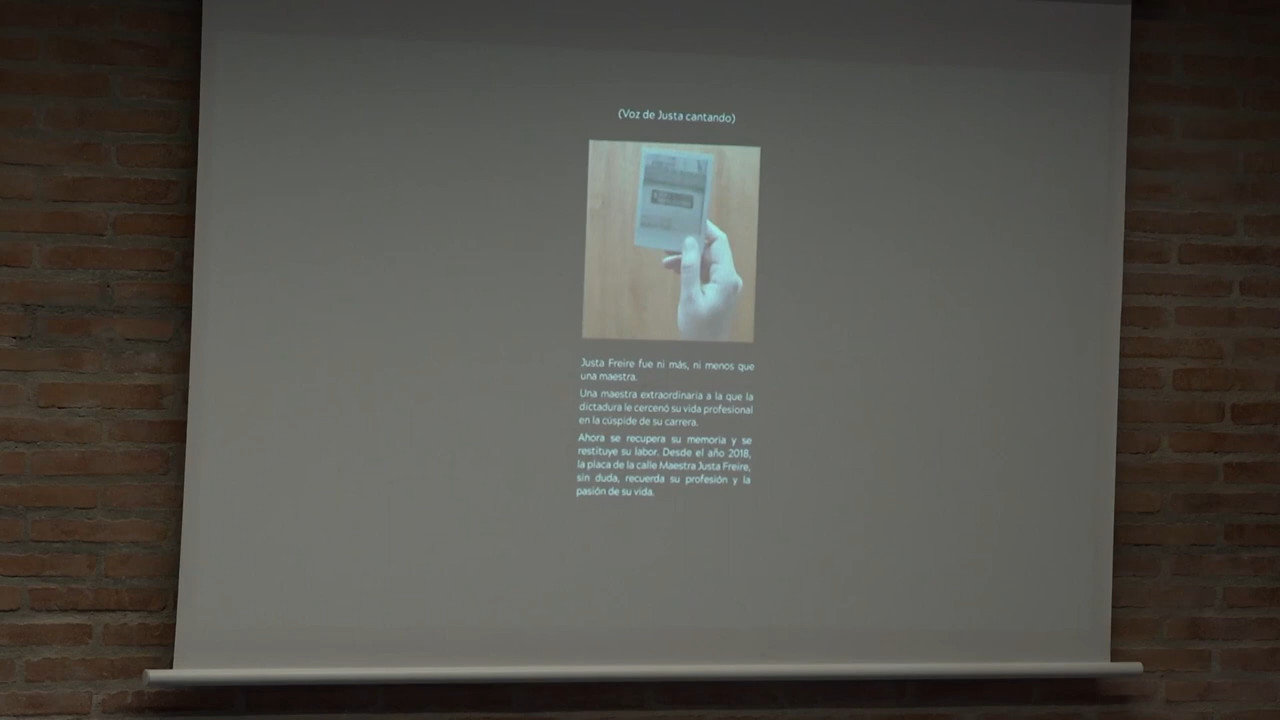 (Voz de Justa cantando)
Justa Freire fue ni más, ni menos que
una maestra.
Una maestra extraordinaria a la que la
dictadura le cercenó su vida profesional
en la cúspide de su carrera.
Ahora se recupera su memoria y se
restituye su labor. Desde el año 2018,
la placa de la calle Maestra Justa Freire,
sin duda, recuerda su profesión y la
pasión de su vida.